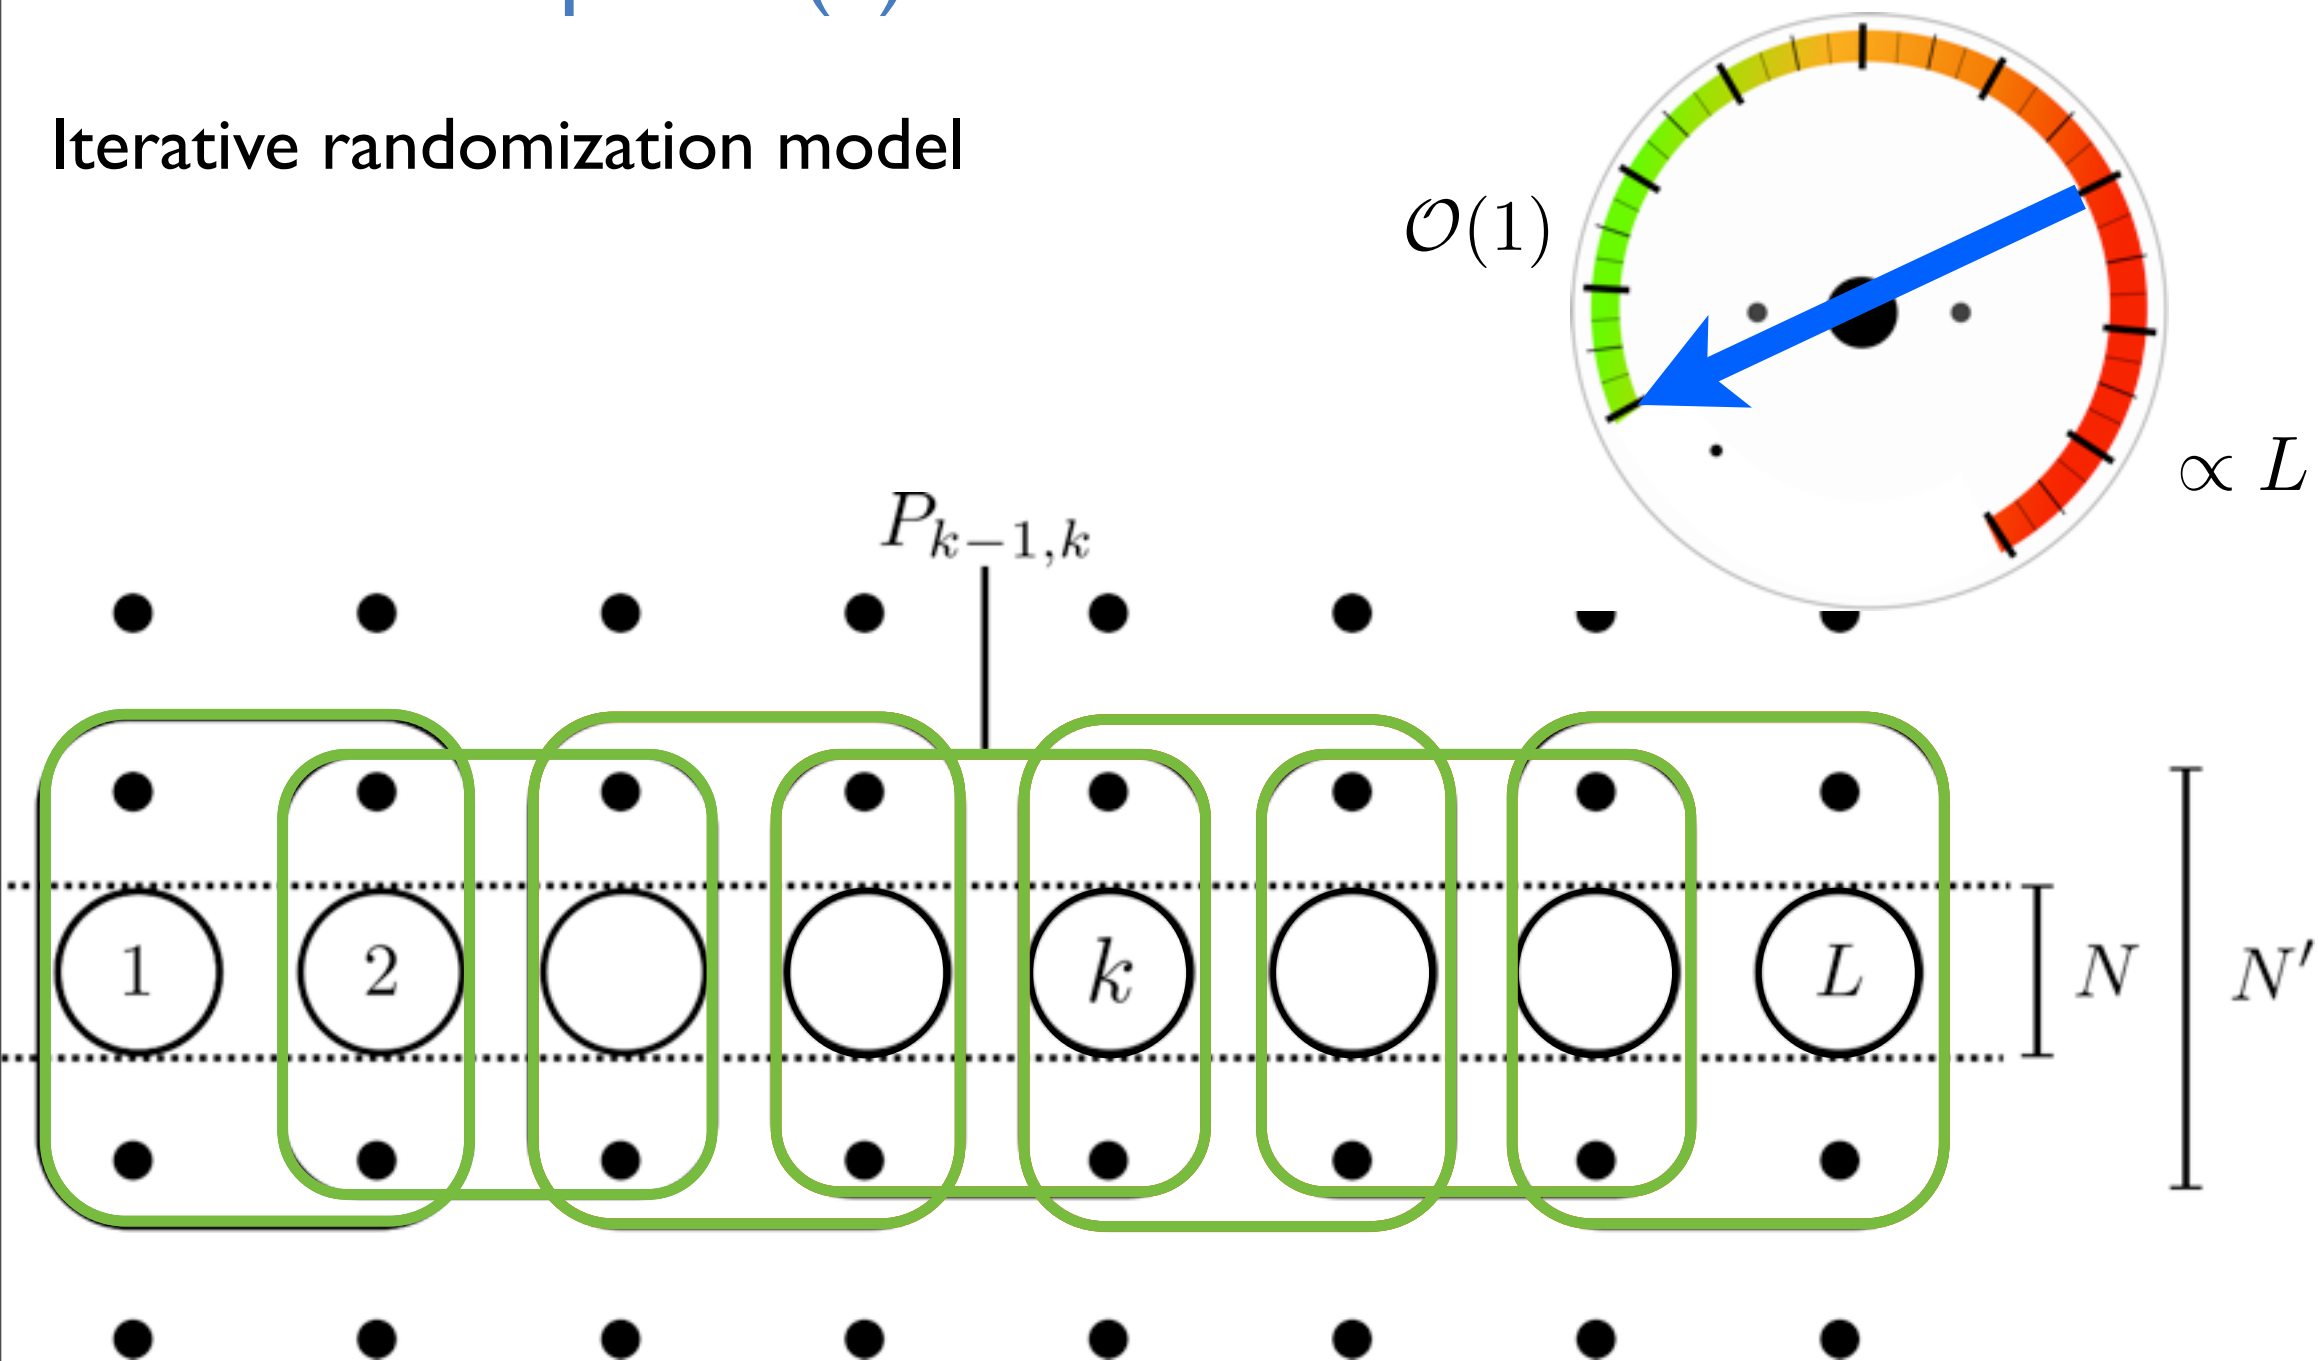 Iterative randomization model
𝒪(1)
∝ L
P_{k−1,k}
1 2 k L
N N′